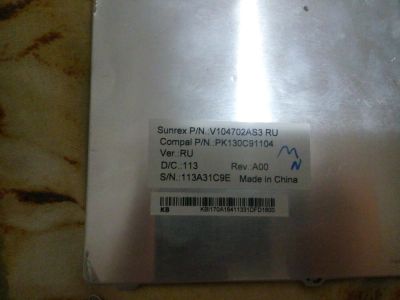 Sunrex P/N.:V104702AS3 RU
Compal P/N.:PK130C91104
Ver.:RU
D/C.:113 Rev.:A00
S/N.:113A31C9E Made in China
KB